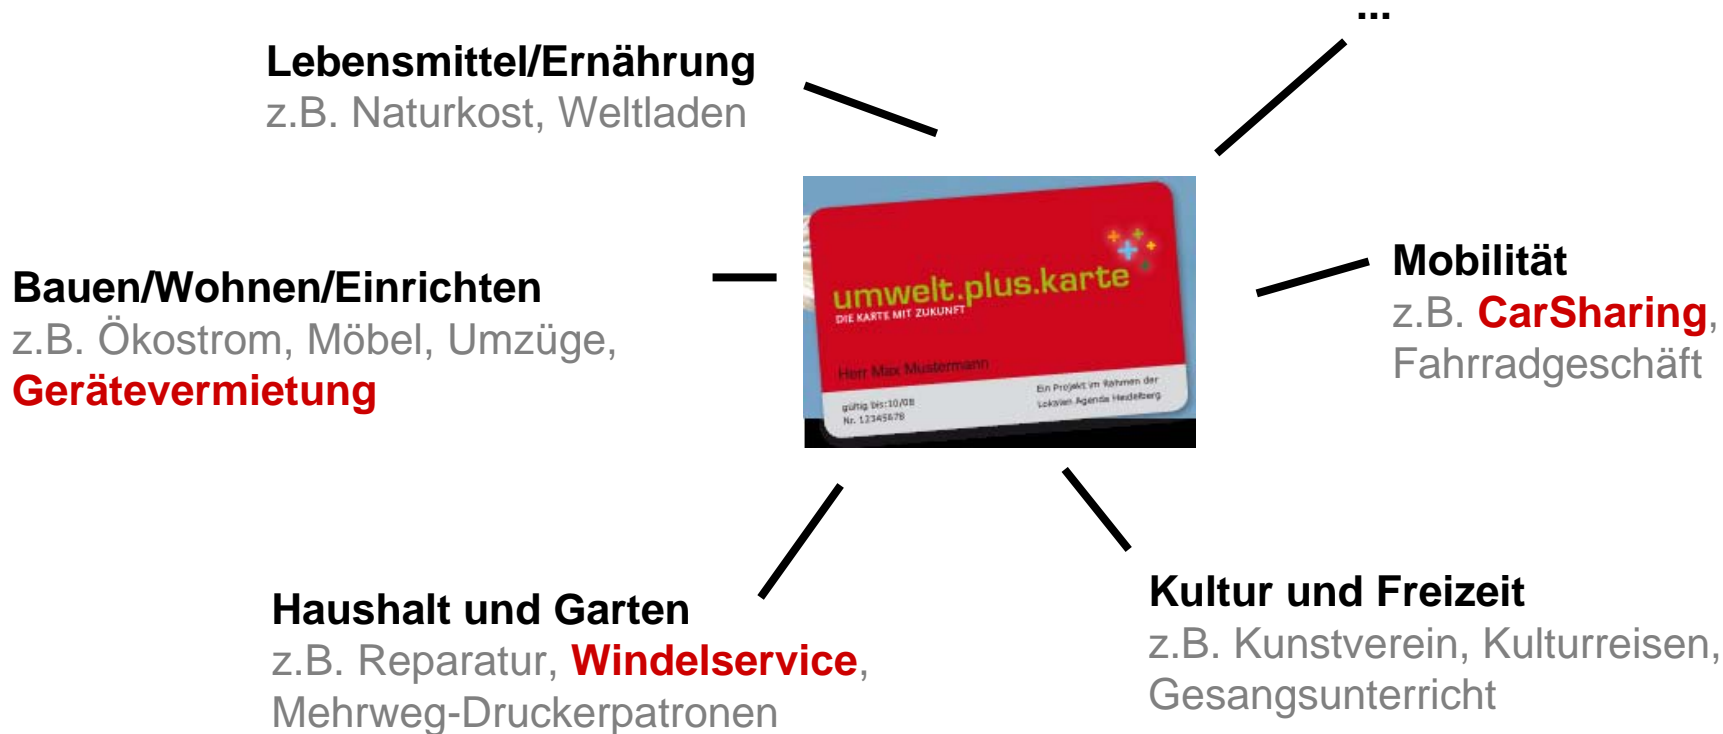 ...
Lebensmittel/Ernährung
z.B. Naturkost, Weltladen
umwelt.plus.karte
DIE KARTE MIT ZUKUNFT
Herr Max Mustermann
gültig bis:10/08
Nr. 12345678
Ein Projekt im Rahmen der
Lokalen Agenda Heidelberg
Bauen/Wohnen/Einrichten
z.B. Ökostrom, Möbel, Umzüge,
Gerätevermietung
Mobilität
z.B. CarSharing,
Fahrradgeschäft
Haushalt und Garten
z.B. Reparatur, Windelservice,
Mehrweg-Druckerpatronen
Kultur und Freizeit
z.B. Kunstverein, Kulturreisen,
Gesangsunterricht